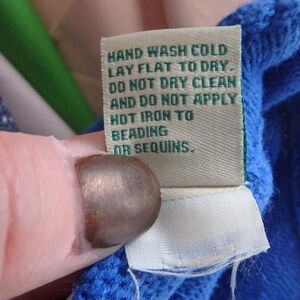 HAND WASH COLD
LAY FLAT TO DRY.
DO NOT DRY CLEAN
AND DO NOT APPLY
HOT IRON TO
BEADING
OR SEQUINS.